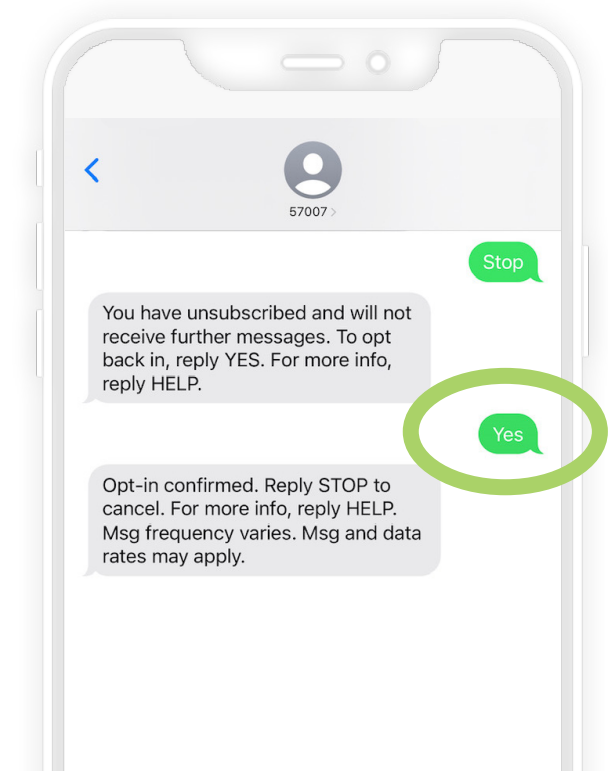 57007
Stop
You have unsubscribed and will not
receive further messages. To opt
back in, reply YES. For more info,
reply HELP.
Yes
Opt-in confirmed. Reply STOP to
cancel. For more info, reply HELP.
Msg frequency varies. Msg and data
rates may apply.